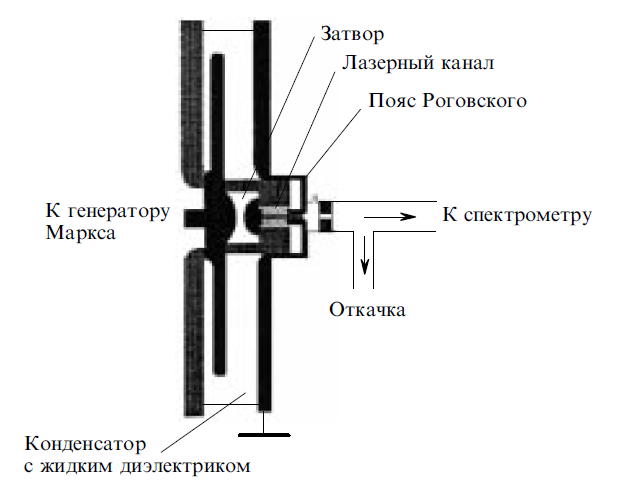 Затвор
Лазерный канал
Пояс Роговского
К генератору
Маркса
К спектрометру
Откачка
Конденсатор
с жидким диэлектриком